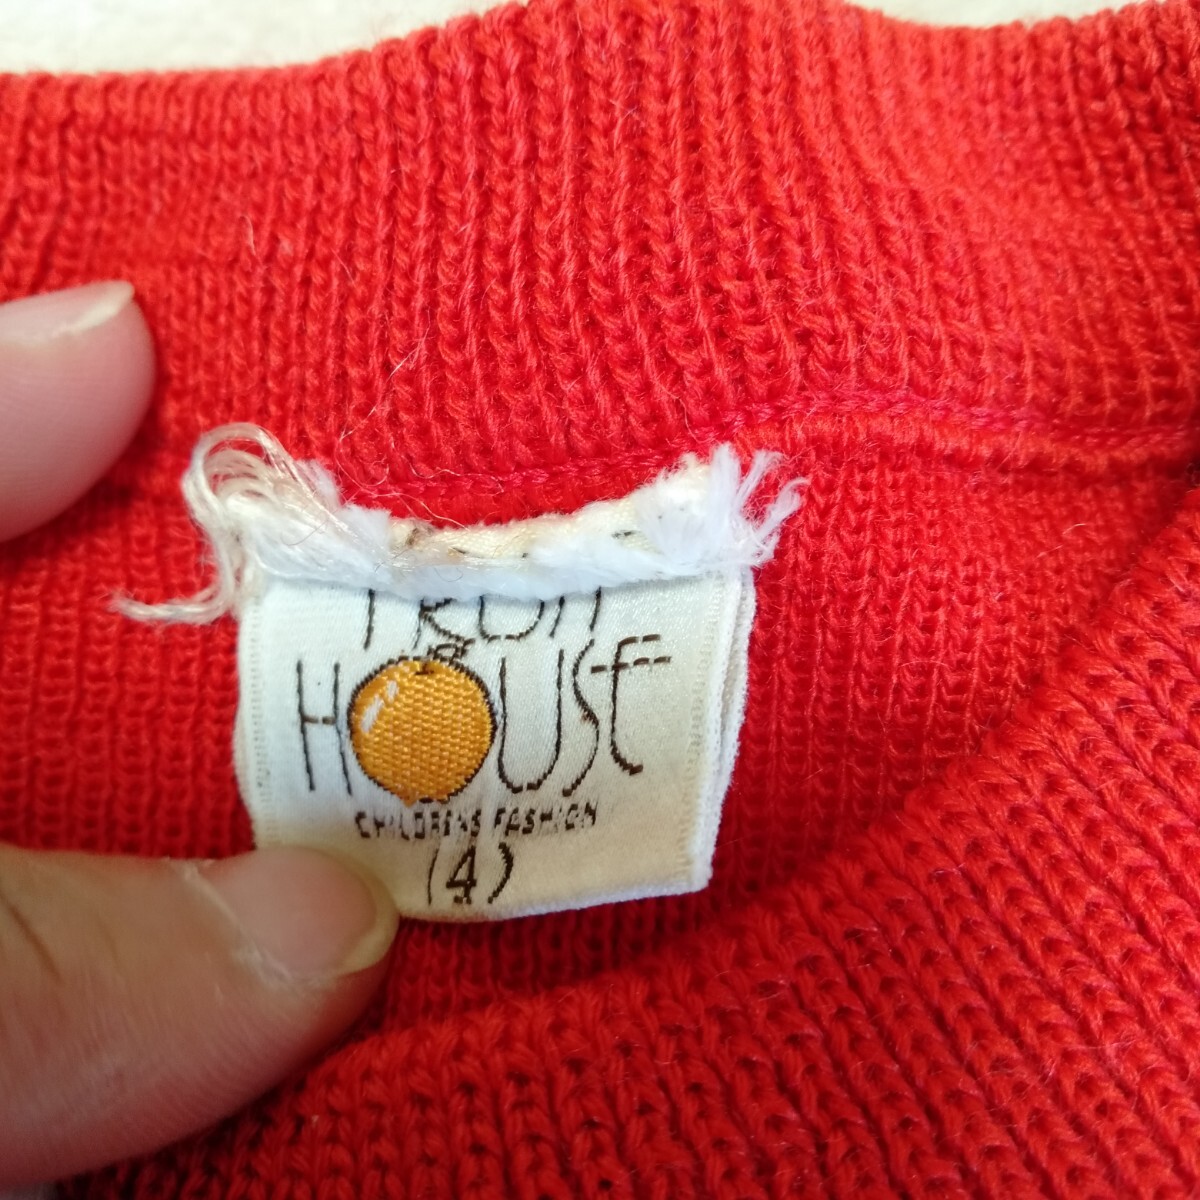 FRUIT
HOUSE
CHILDRENS FASHION
(4)